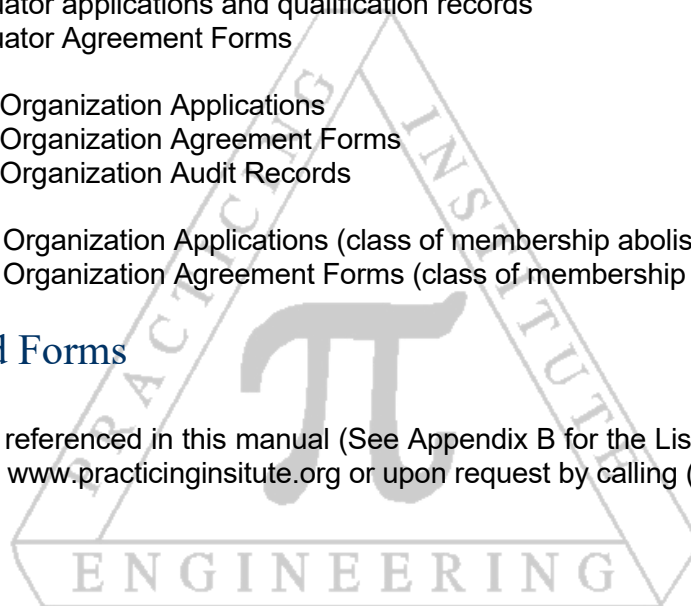 uator applications and qualification records
uator Agreement Forms
Organization Applications
Organization Agreement Forms
Organization Audit Records
Organization Applications (class of membership abolis
Organization Agreement Forms (class of membership
d Forms
referenced in this manual (See Appendix B for the Lis
www.practicinginsitute.org or upon request by calling (
PRACTICING
INSTITUTE
π
ENGINEERING